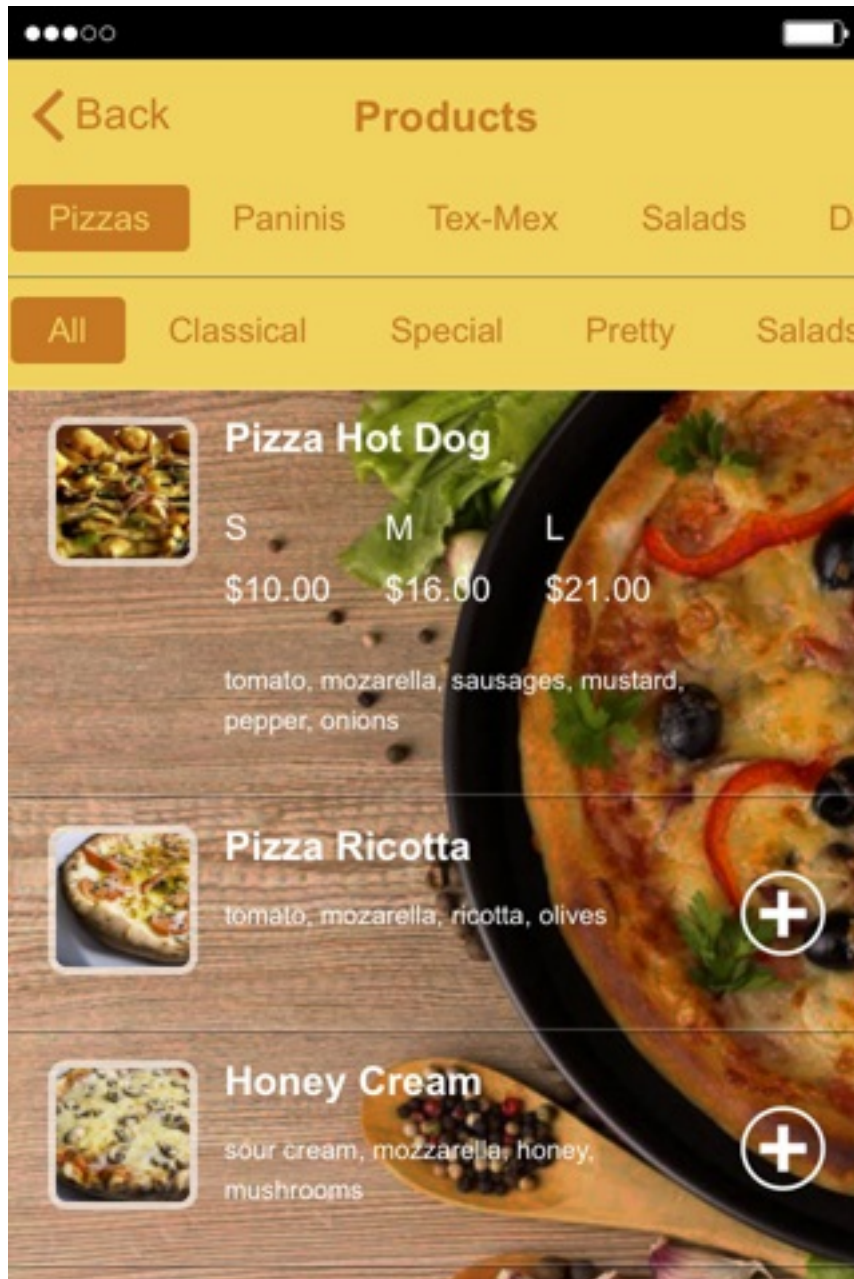 Back Products
Pizzas Paninis Tex-Mex Salads D
All Classical Special Pretty Salads
Pizza Hot Dog
S M L
$10.00 $16.00 $21.00
tomato, mozarella, sausages, mustard,
pepper, onions
Pizza Ricotta
tomato, mozarella, ricotta, olives
Honey Cream
sour cream, mozzarella, honey,
mushrooms